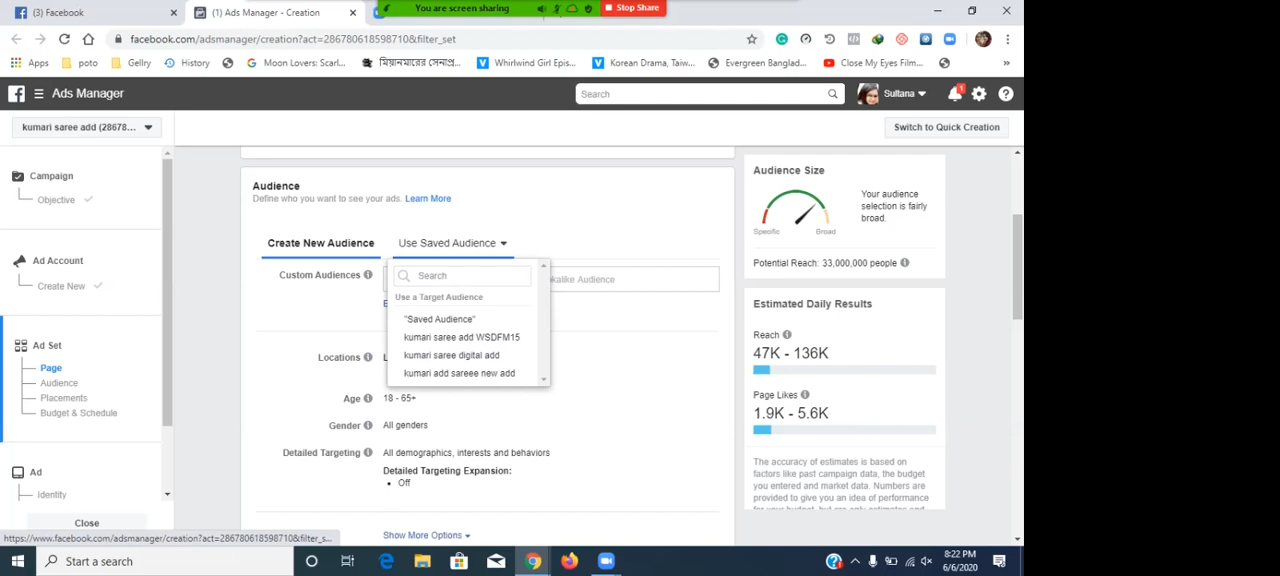 (3) Facebook
(1) Ads Manager - Creation
You are screen sharing
Stop Share
facebook.com/adsmanager/creation?act=286780618598710&filter_set
Apps
poto
Gellry
History
Moon Lovers: Scarl...
মিয়ানমারের সেনাপ্র...
Whirlwind Girl Epis...
Korean Drama, Taiw...
Evergreen Banglad...
Close My Eyes Film...
Ads Manager
Search
Sultana
1
kumari saree add (28678...
Switch to Quick Creation
Campaign
Objective
Ad Account
Create New
Ad Set
Page
Audience
Placements
Budget & Schedule
Ad
Identity
Close
Audience
Define who you want to see your ads. Learn More
Create New Audience
Use Saved Audience
Custom Audiences
okalike Audience
Search
Use a Target Audience
"Saved Audience"
kumari saree add WSDFM15
kumari saree digital add
kumari add sareee new add
Locations
Age
18 - 65+
Gender
All genders
Detailed Targeting
All demographics, interests and behaviors
Detailed Targeting Expansion:
Off
Show More Options
Audience Size
Specific
Broad
Your audience
selection is fairly
broad.
Potential Reach: 33,000,000 people
Estimated Daily Results
Reach
47K - 136K
Page Likes
1.9K - 5.6K
The accuracy of estimates is based on
factors like past campaign data, the budget
you entered and market data. Numbers are
provided to give you an idea of performance
https://www.facebook.com/adsmanager/creation?act=286780618598710&filter_s...
Start a search
8:22 PM
6/6/2020